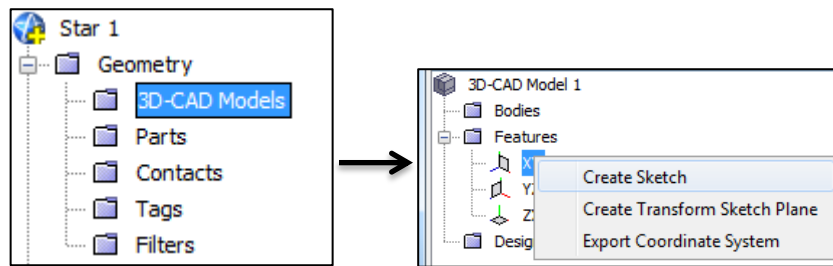 Star 1
Geometry
3D-CAD Models
Parts
Contacts
Tags
Filters
3D-CAD Model 1
Bodies
Features
Create Sketch
Create Transform Sketch Plane
Export Coordinate System